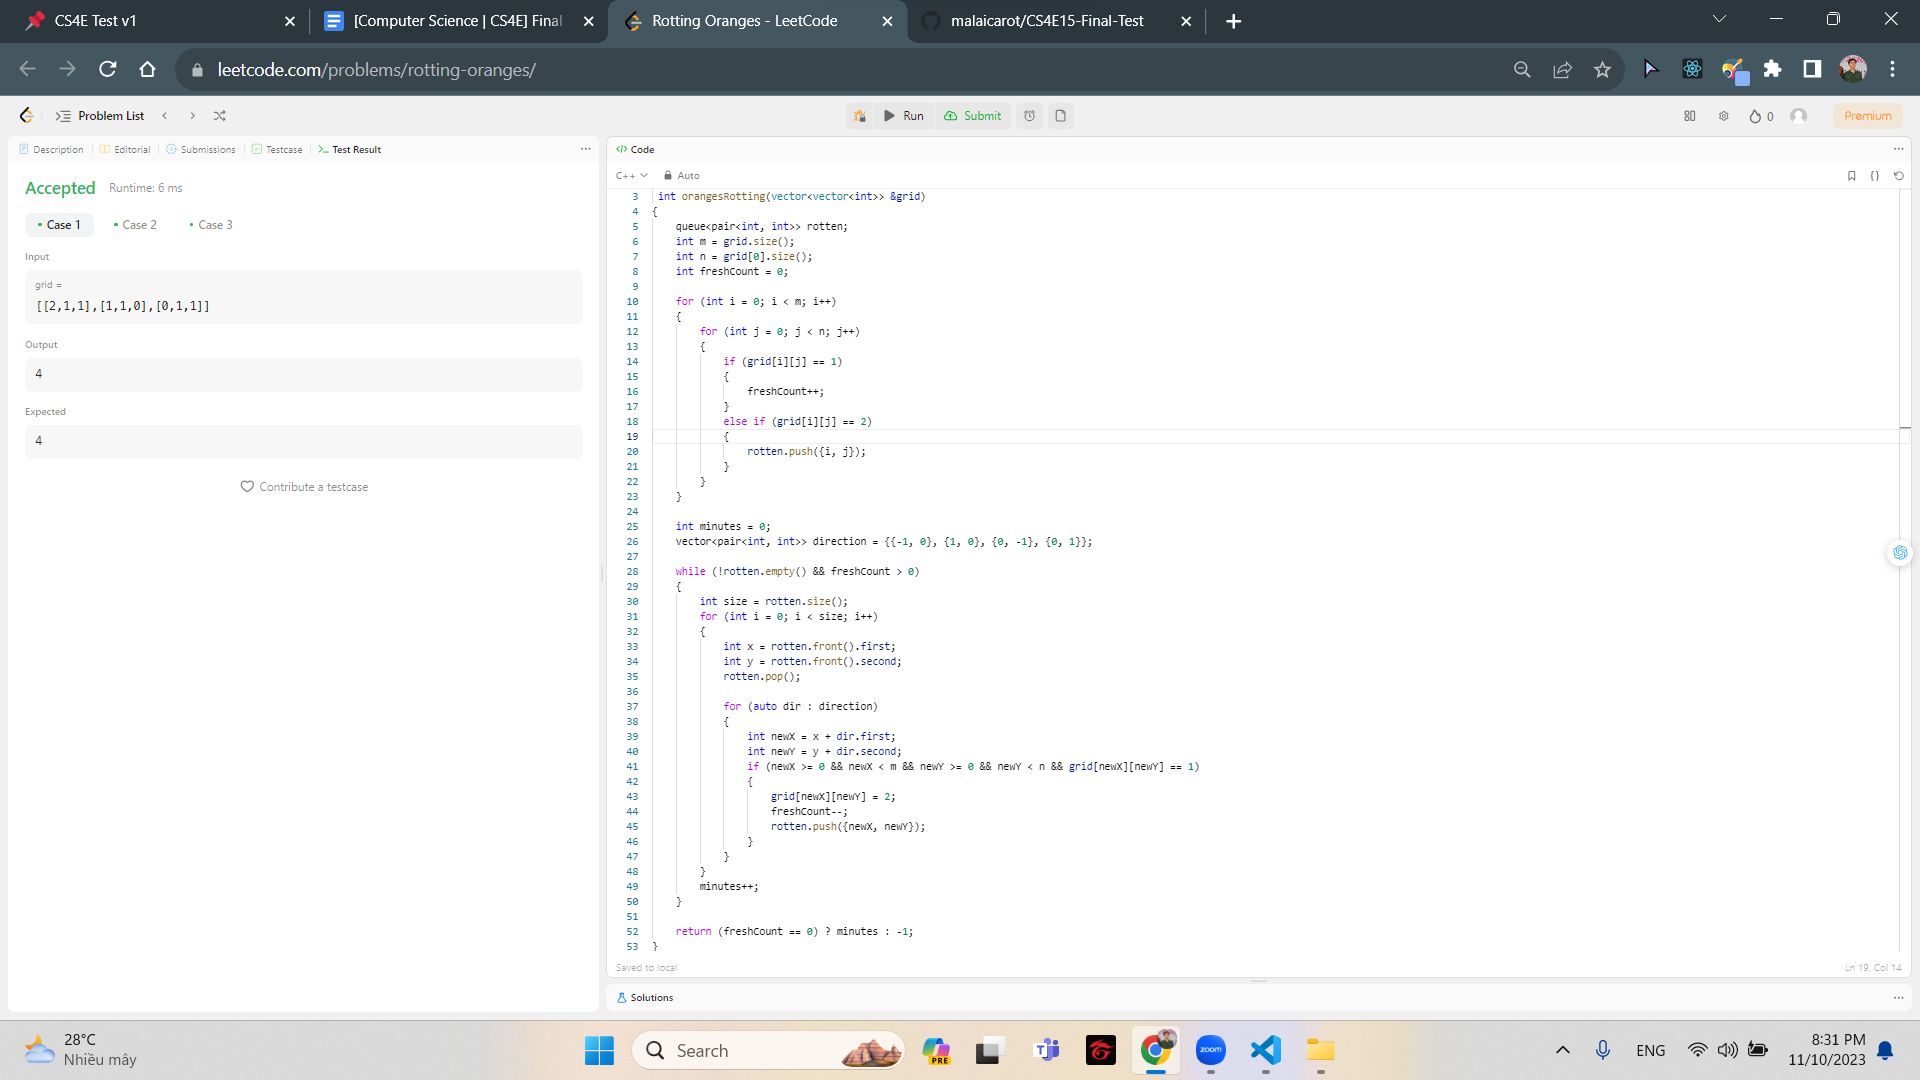 CS4E Test v1
[Computer Science | CS4E] Final
Rotting Oranges - LeetCode
malaicarot/CS4E15-Final-Test
leetcode.com/problems/rotting-oranges/
Problem List
Run
Submit
0
Premium
Description
Editorial
Submissions
Testcase
Test Result
Accepted
Runtime: 6 ms
Case 1
Case 2
Case 3
Input
grid =
[[2,1,1],[1,1,0],[0,1,1]]
Output
4
Expected
4
Contribute a testcase
Code
C++
Auto
3 int orangesRotting(vector<vector<int>> &grid)
4 {
5 queue<pair<int, int>> rotten;
6 int m = grid.size();
7 int n = grid[0].size();
8 int freshCount = 0;
9
10 for (int i = 0; i < m; i++)
11 {
12 for (int j = 0; j < n; j++)
13 {
14 if (grid[i][j] == 1)
15 {
16 freshCount++;
17 }
18 else if (grid[i][j] == 2)
19 {
20 rotten.push({i, j});
21 }
22 }
23 }
24
25 int minutes = 0;
26 vector<pair<int, int>> direction = {{-1, 0}, {1, 0}, {0, -1}, {0, 1}};
27
28 while (!rotten.empty() && freshCount > 0)
29 {
30 int size = rotten.size();
31 for (int i = 0; i < size; i++)
32 {
33 int x = rotten.front().first;
34 int y = rotten.front().second;
35 rotten.pop();
36
37 for (auto dir : direction)
38 {
39 int newX = x + dir.first;
40 int newY = y + dir.second;
41 if (newX >= 0 && newX < m && newY >= 0 && newY < n && grid[newX][newY] == 1)
42 {
43 grid[newX][newY] = 2;
44 freshCount--;
45 rotten.push({newX, newY});
46 }
47 }
48 }
49 minutes++;
50 }
51
52 return (freshCount == 0) ? minutes : -1;
53 }
Saved to local
Ln 19, Col 14
Solutions
28°C
Nhiều mây
Search
PRE
zoom
ENG
8:31 PM
11/10/2023